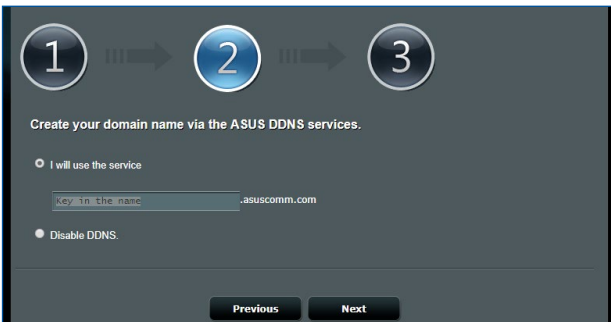 1 2 3
Create your domain name via the ASUS DDNS services.
I will use the service
Key in the name .asuscomm.com
Disable DDNS.
Previous Next